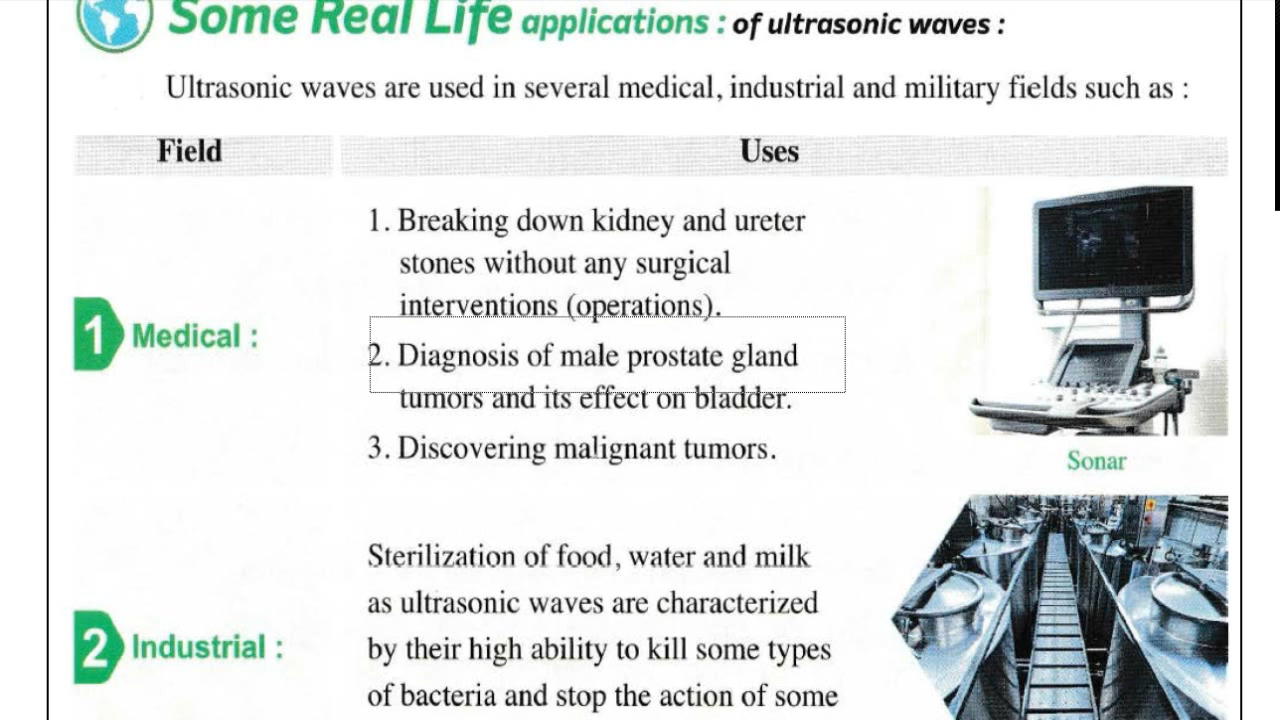 Some Real Life applications : of ultrasonic waves :
Ultrasonic waves are used in several medical, industrial and military fields such as :
Field
Uses
1 Medical :
1. Breaking down kidney and ureter
stones without any surgical
interventions (operations).
2. Diagnosis of male prostate gland
tumors and its effect on bladder.
3. Discovering malignant tumors.
Sonar
2 Industrial :
Sterilization of food, water and milk
as ultrasonic waves are characterized
by their high ability to kill some types
of bacteria and stop the action of some